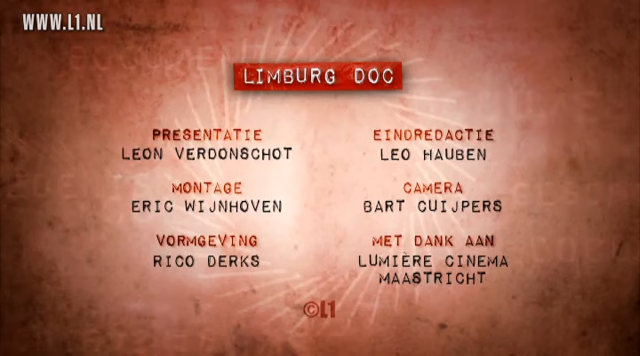 WWW.L1.NL
LIMBURG DOC
PRESENTATIE
LEON VERDONSCHOT
EINDREDACTIE
LEO HAUBEN
MONTAGE
ERIC WIJNHOVEN
CAMERA
BART CUIJPERS
VORMGEVING
RICO DERKS
MET DANK AAN
LUMIÈRE CINEMA
MAASTRICHT
©L1